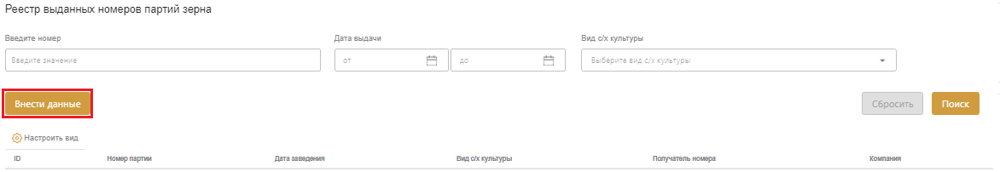 Реестр выданных номеров партий зерна
Введите номер Дата выдачи Вид с/х культуры
Введите значение от до Выберите вид с/х культуры
Внести данные Сбросить Поиск
Настроить вид
ID Номер партии Дата заведения Вид с/х культуры Получатель номера Компания